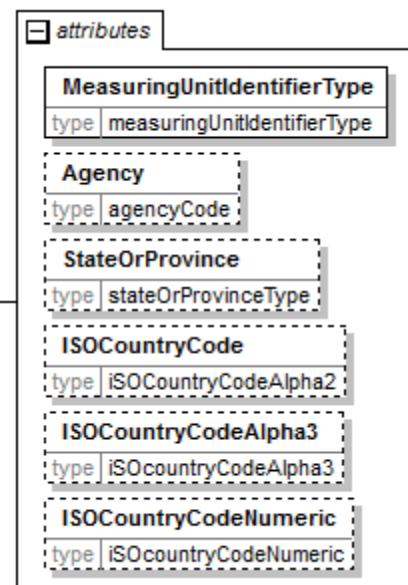 attributes
MeasuringUnitIdentifierType
type measuringUnitIdentifierType
Agency
type agencyCode
StateOrProvince
type stateOrProvinceType
ISOCountryCode
type iSOCountryCodeAlpha2
ISOCountryCodeAlpha3
type iSOcountryCodeAlpha3
ISOCountryCodeNumeric
type iSOcountryCodeNumeric